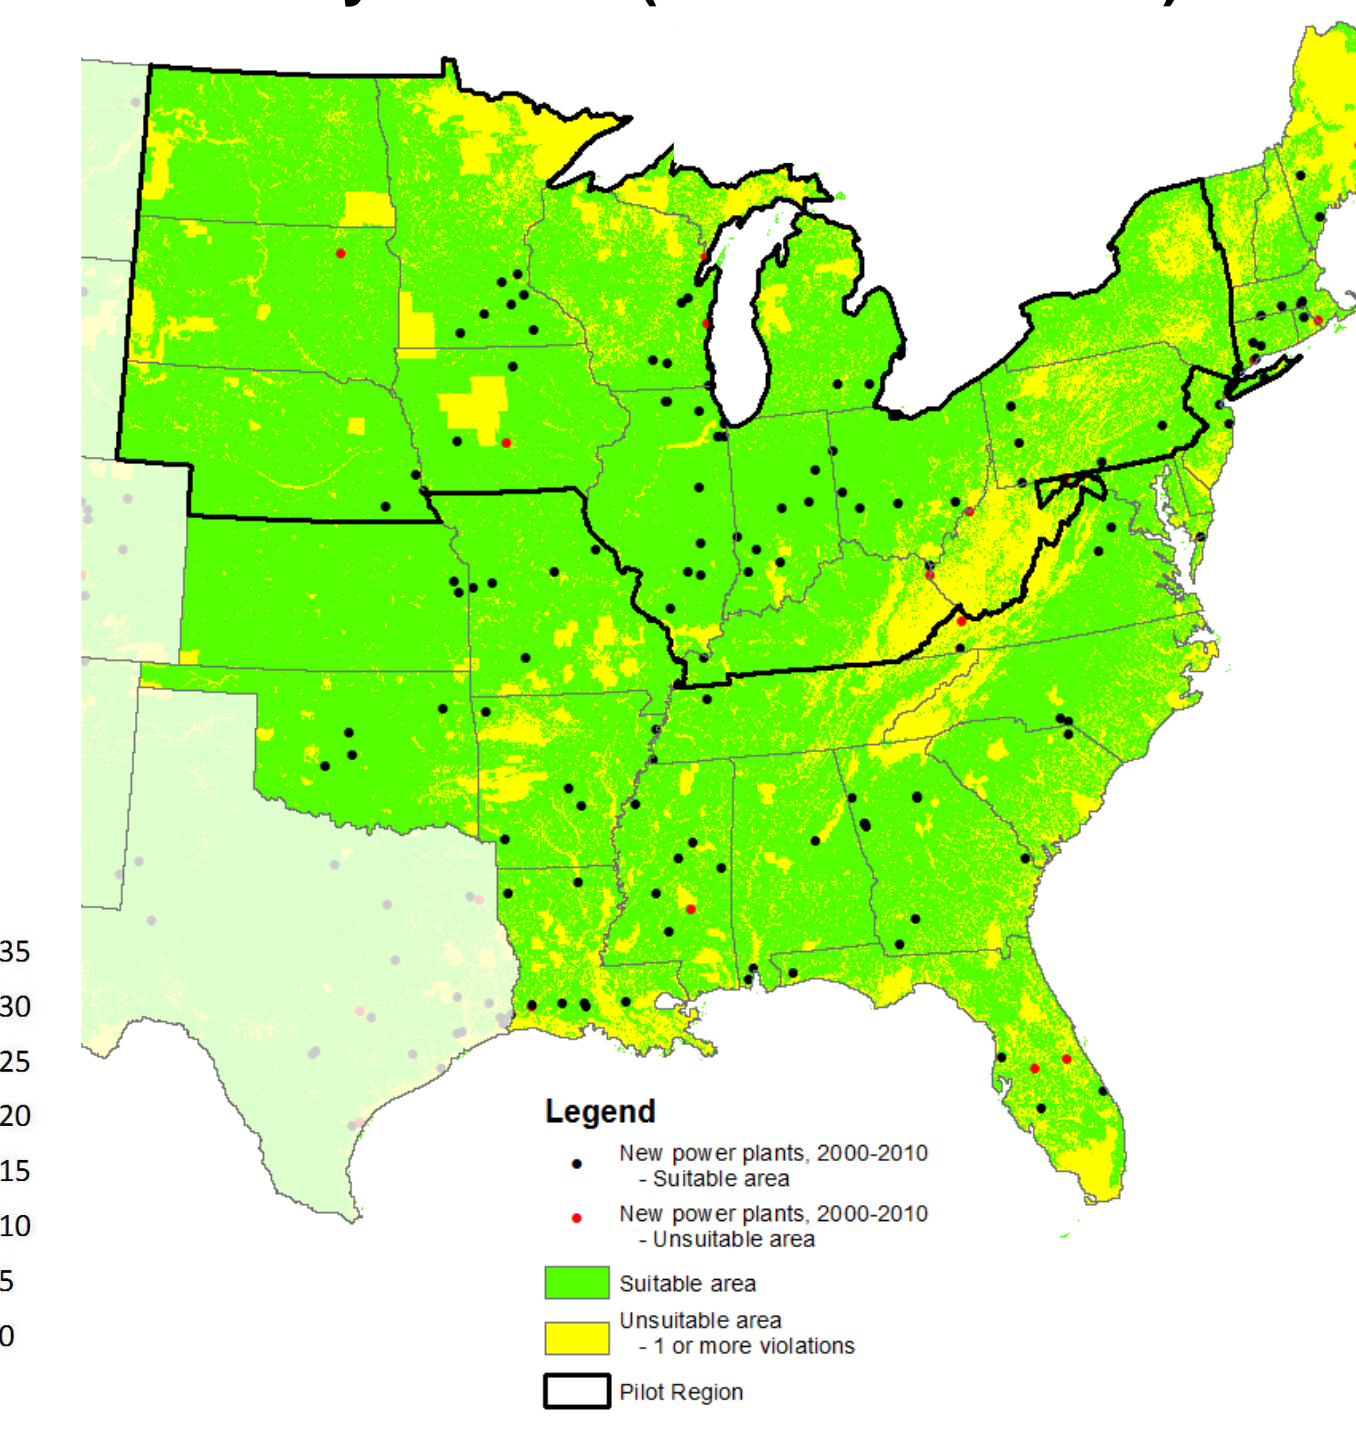 35
30
25
20
15
10
5
0
Legend
New power plants, 2000-2010
- Suitable area
New power plants, 2000-2010
- Unsuitable area
Suitable area
Unsuitable area
- 1 or more violations
Pilot Region